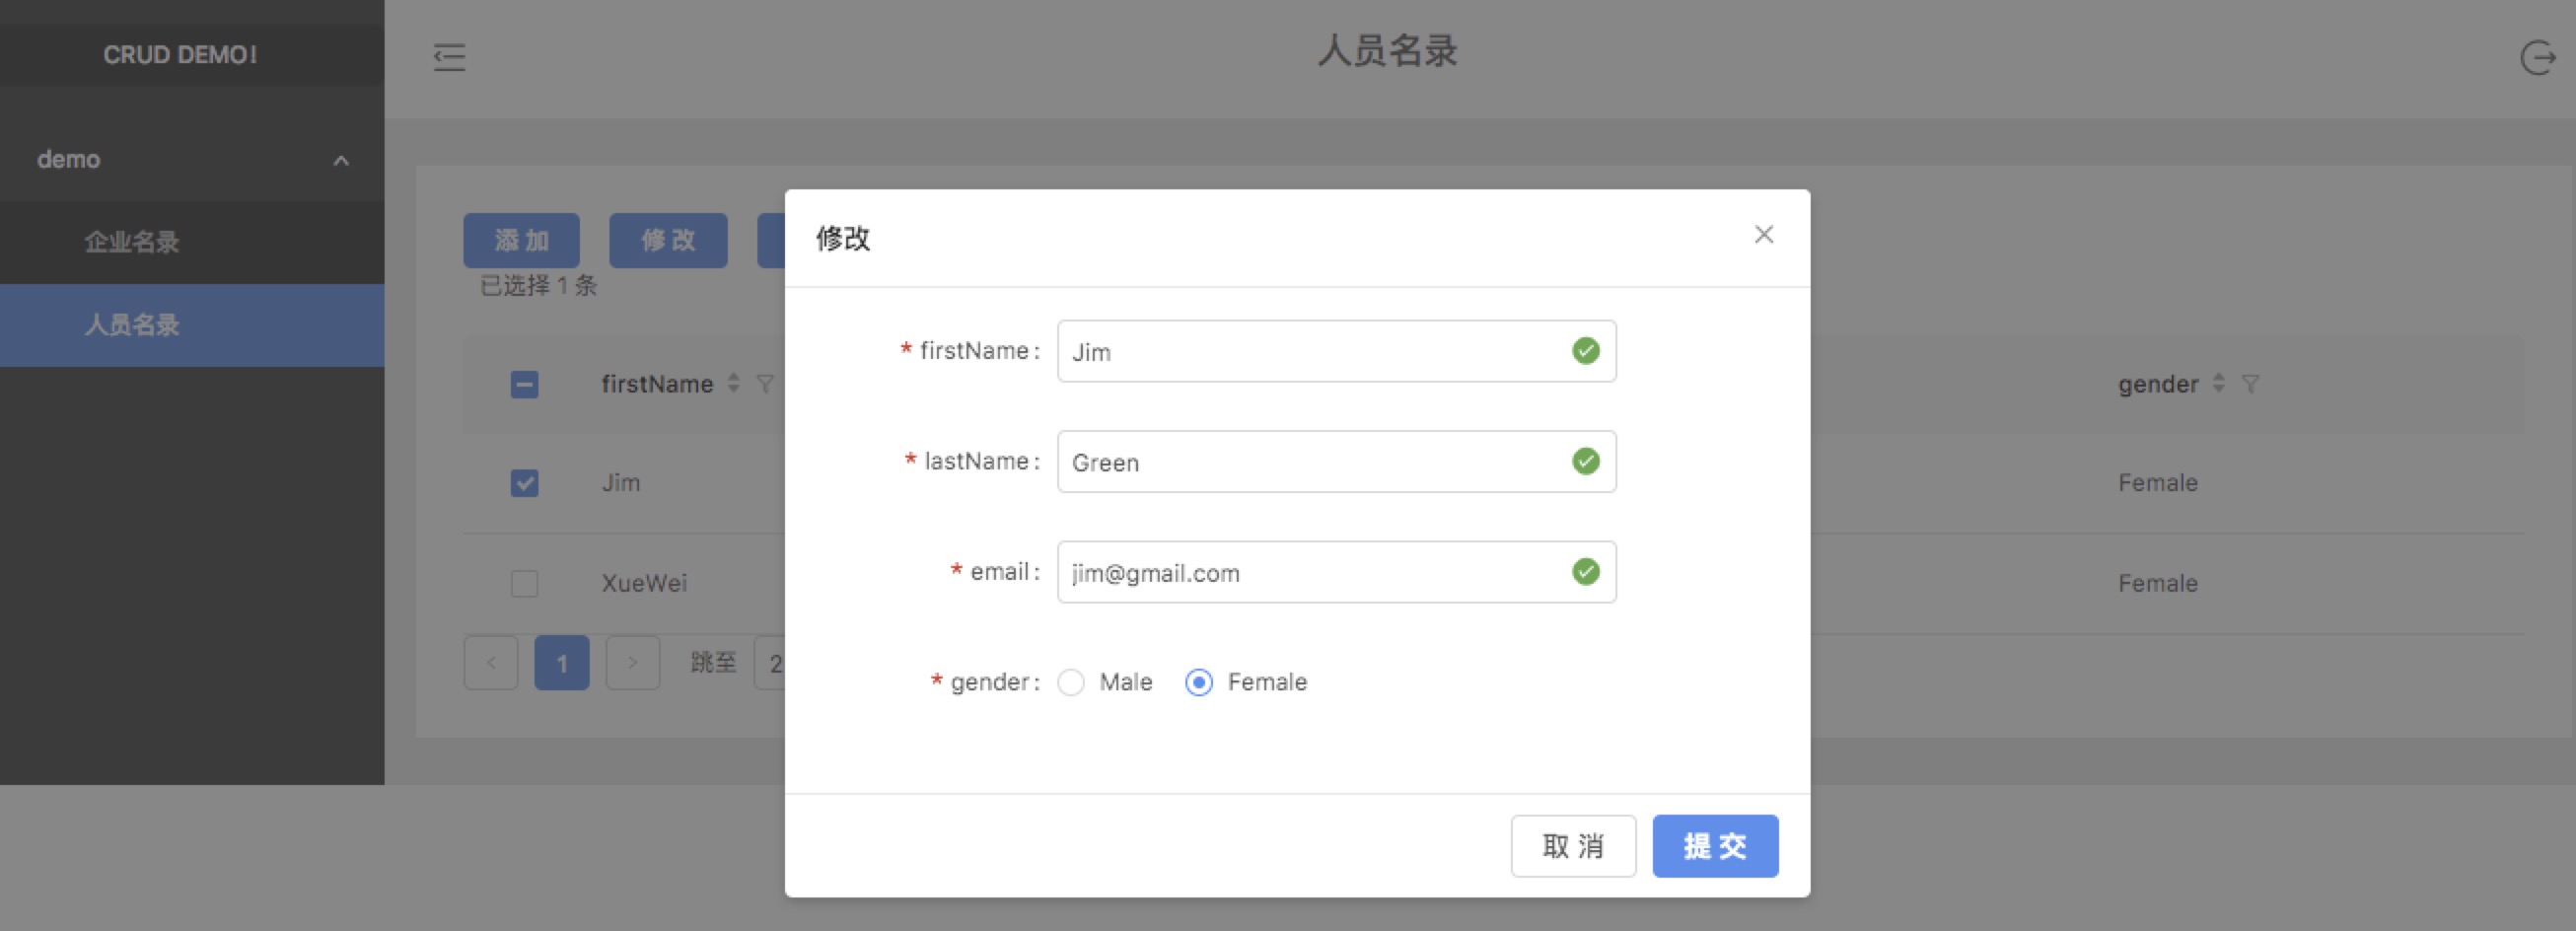 CRUD DEMO!
人员名录
demo
企业名录
人员名录
添 加
修 改
已选择 1 条
firstName
gender
Jim
Female
XueWei
Female
1
跳至
2
修改
* firstName:
Jim
* lastName:
Green
* email:
jim@gmail.com
* gender:
Male
Female
取 消
提 交